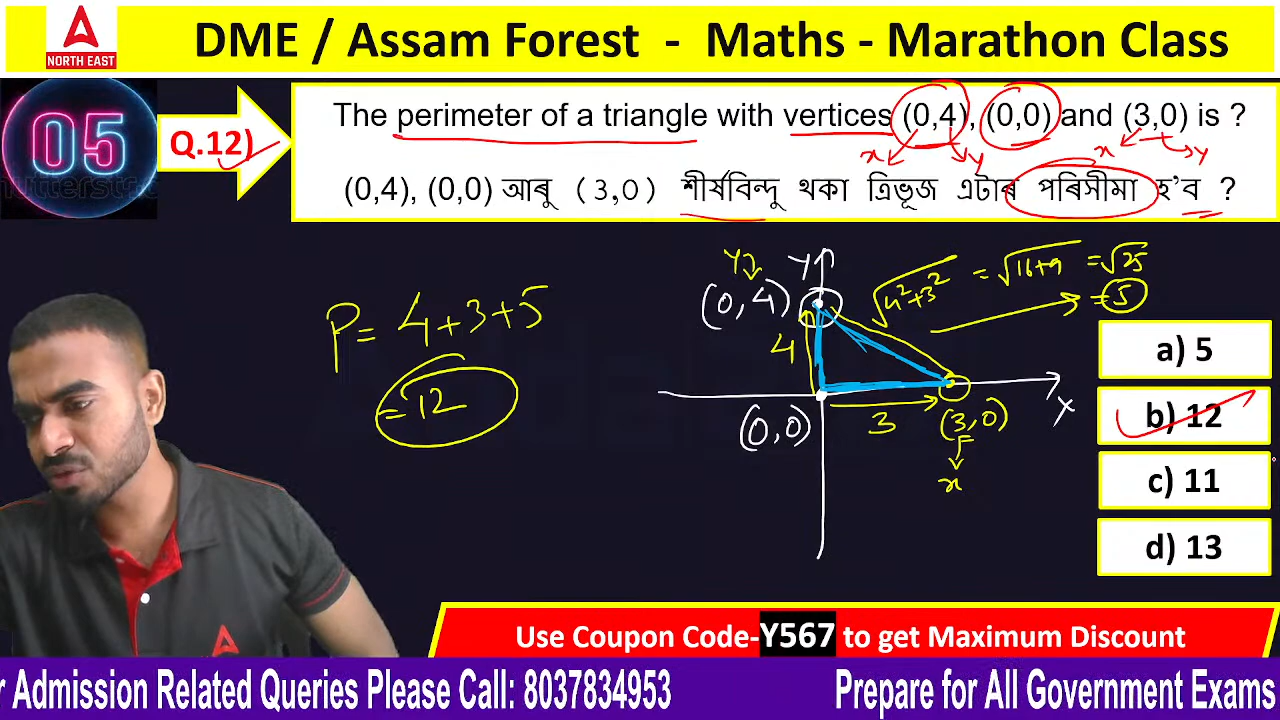 DME / Assam Forest - Maths - Marathon Class
NORTH EAST
05
Q.12)
The perimeter of a triangle with vertices (0,4), (0,0) and (3,0) is ?
x y x y
(0,4), (0,0) আৰু (3,0) শীৰ্ষবিন্দু থকা ত্ৰিভূজ এটাৰ পৰিসীমা হ'ব ?
P= 4+3+5
=12
Y
Y
(0,4)
√4²+3² = √16+9 = √25
=5
4
(0,0)
3
(3,0)
X
x
a) 5
b) 12
c) 11
d) 13
Use Coupon Code-Y567 to get Maximum Discount
r Admission Related Queries Please Call: 8037834953 Prepare for All Government Exams